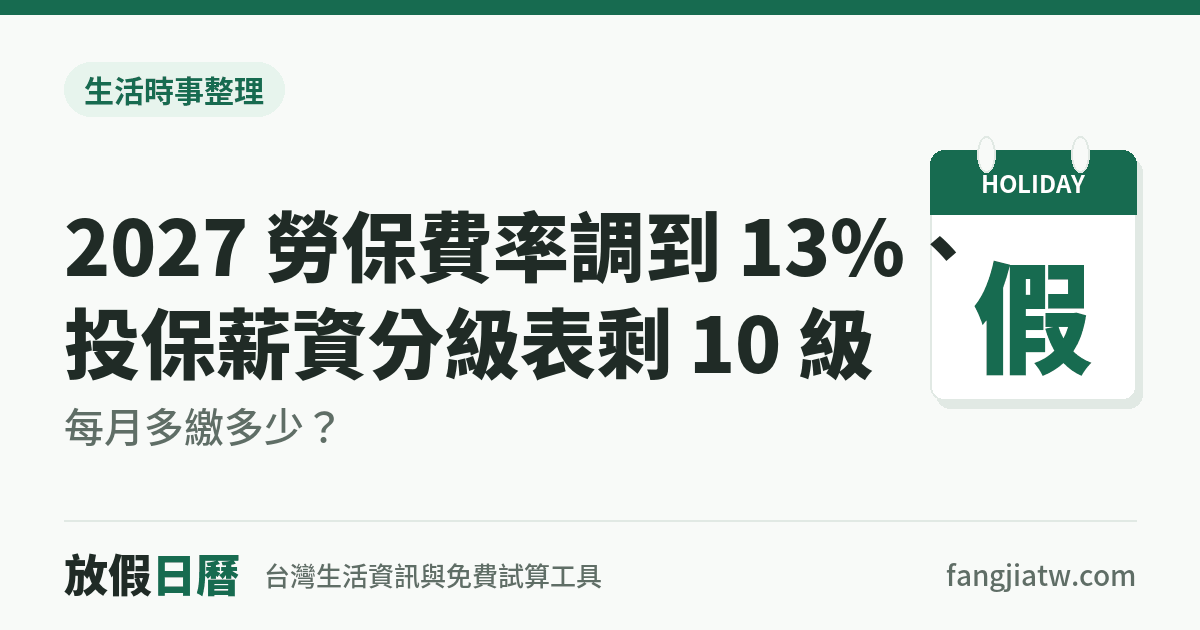 生活時事整理
HOLIDAY
假
2027 勞保費率調到 13%、
投保薪資分級表剩 10 級
每月多繳多少？
放假日曆 台灣生活資訊與免費試算工具 fangjiatw.com